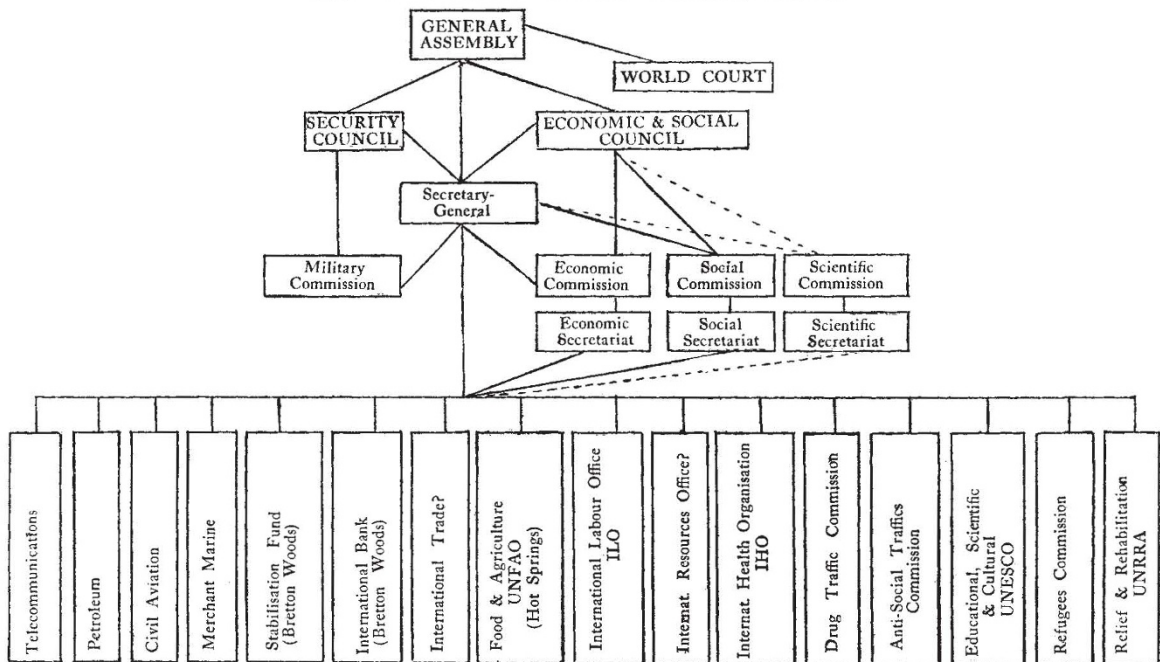 GENERAL
ASSEMBLY
WORLD COURT
SECURITY
COUNCIL
ECONOMIC & SOCIAL
COUNCIL
Secretary-
General
Military
Commission
Economic
Commission
Social
Commission
Scientific
Commission
Economic
Secretariat
Social
Secretariat
Scientific
Secretariat
Telecommunications
Petroleum
Civil Aviation
Merchant Marine
Stabilisation Fund
(Bretton Woods)
International Bank
(Bretton Woods)
International Trade?
Food & Agriculture
UNFAO
(Hot Springs)
International Labour Office
ILO
Internat. Resources Office?
Internat. Health Organisation
IHO
Drug Traffic Commission
Anti-Social Traffics
Commission
Educational, Scientific
& Cultural
UNESCO
Refugees Commission
Relief & Rehabilitation
UNRRA